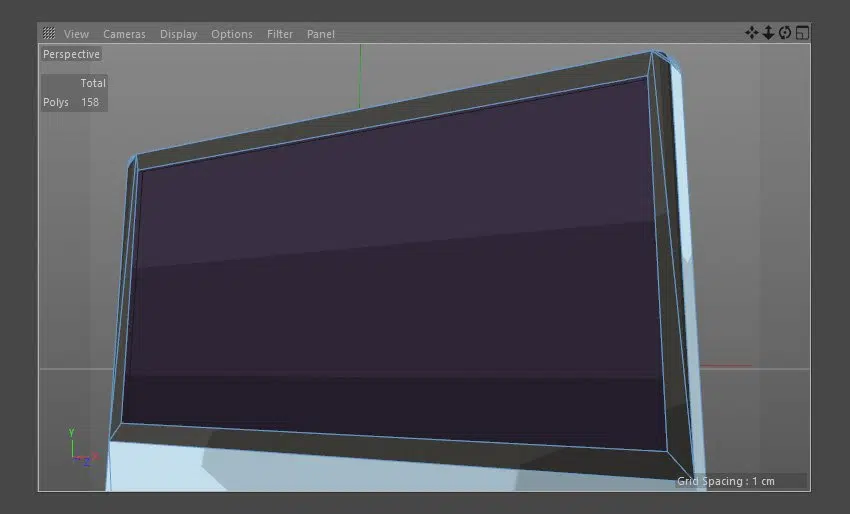 View Cameras Display Options Filter Panel
Perspective
Total
Polys 158
Y
Z
Grid Spacing : 1 cm